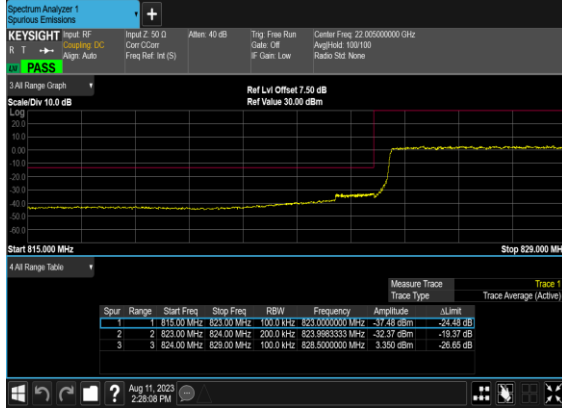 Spectrum Analyzer 1
Spurious Emissions
KEYSIGHT Input: RF Input Z: 50 Ω Atten: 40 dB Trig: Free Run Center Freq: 22.005000000 GHz
R T Coupling: DC Corr CCorr Gate: Off Avg|Hold: 100/100
Align: Auto Freq Ref: Int (S) IF Gain: Low Radio Std: None
PASS
3 All Range Graph
Ref Lvl Offset 7.50 dB
Scale/Div 10.0 dB Ref Value 30.00 dBm
Log
20.0
10.0
0.00
-10.0
-20.0
-30.0
-40.0
-50.0
-60.0
Start 815.000 MHz Stop 829.000 MH
4 All Range Table
Measure Trace Trace 1
Trace Type Trace Average (Active)
Spur Range Start Freq Stop Freq RBW Frequency Amplitude ΔLimit
1 1 815.00 MHz 823.00 MHz 100.0 kHz 823.0000000 MHz -37.48 dBm -24.48 dB
2 2 823.00 MHz 824.00 MHz 200.0 kHz 823.9983333 MHz -32.37 dBm -19.37 dB
3 3 824.00 MHz 829.00 MHz 100.0 kHz 828.5000000 MHz 3.350 dBm -26.65 dB
? Aug 11, 2023
2:28:08 PM